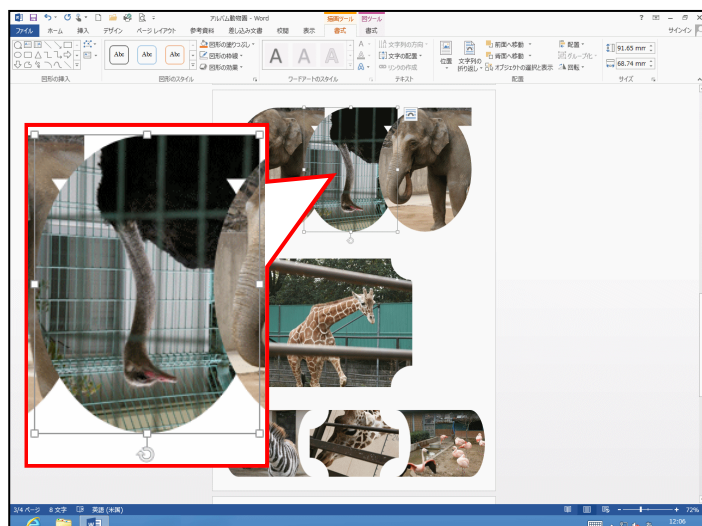 アルバム動物園 - Word
描画ツール 図ツール
サインイン
ファイル ホーム 挿入 デザイン ページレイアウト 参考資料 差し込み文書 校閲 表示 書式 書式
Abc Abc Abc
図形の塗りつぶし
図形の枠線
図形の効果
A A A
文字列の方向
文字の配置
リンクの作成
位置 文字列の折り返し
前面へ移動
背面へ移動
オブジェクトの選択と表示
配置
グループ化
回転
91.65 mm
68.74 mm
図形の挿入 図形のスタイル ワードアートのスタイル テキスト 配置 サイズ
3/4 ページ 8 文字 英語 (米国) 72%
12:06